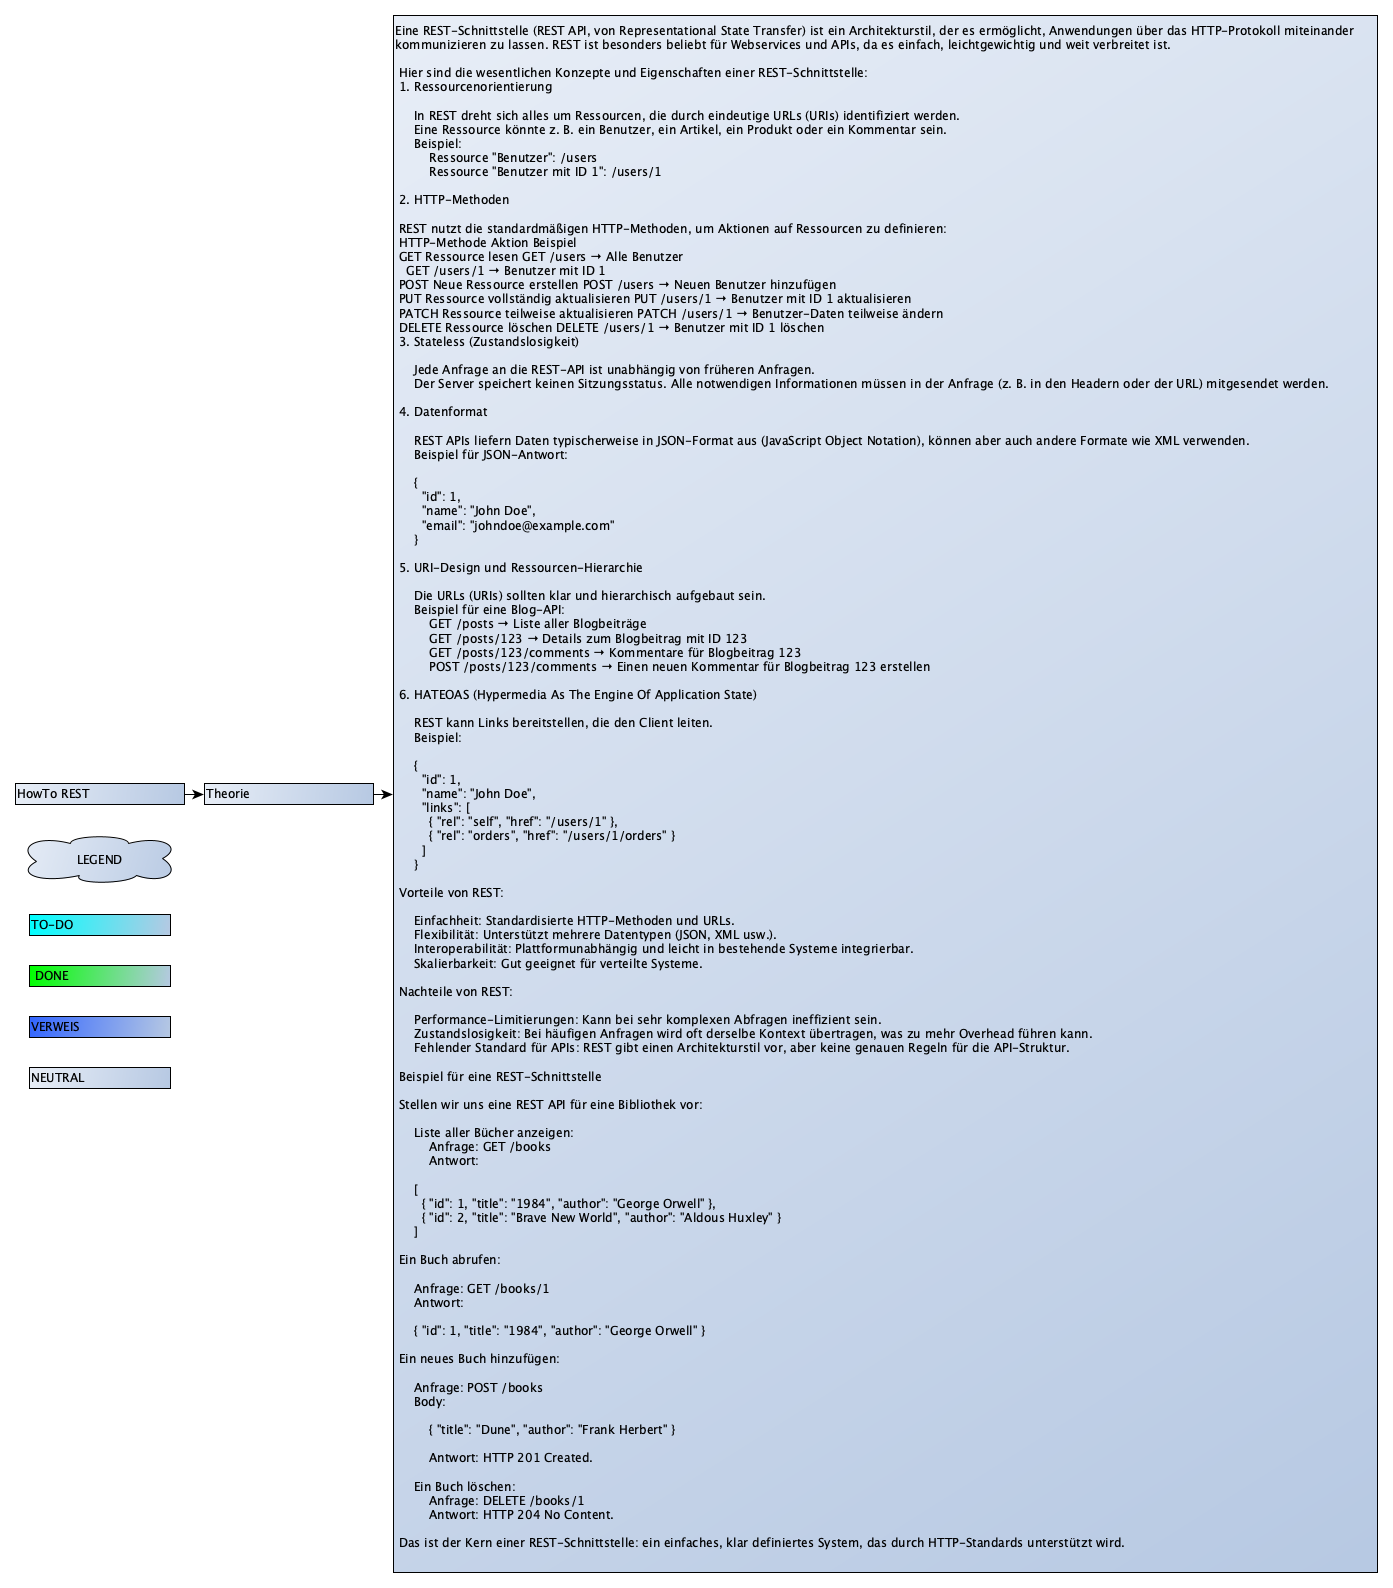 Eine REST-Schnittstelle (REST API, von Representational State Transfer) ist ein Architekturstil, der es ermöglicht, Anwendungen über das HTTP-Protokoll miteinander
kommunizieren zu lassen. REST ist besonders beliebt für Webservices und APIs, da es einfach, leichtgewichtig und weit verbreitet ist.
Hier sind die wesentlichen Konzepte und Eigenschaften einer REST-Schnittstelle:
1. Ressourcenorientierung
In REST dreht sich alles um Ressourcen, die durch eindeutige URLs (URIs) identifiziert werden.
Eine Ressource könnte z. B. ein Benutzer, ein Artikel, ein Produkt oder ein Kommentar sein.
Beispiel:
Ressource "Benutzer": /users
Ressource "Benutzer mit ID 1": /users/1
2. HTTP-Methoden
REST nutzt die standardmäßigen HTTP-Methoden, um Aktionen auf Ressourcen zu definieren:
HTTP-Methode Aktion Beispiel
GET Ressource lesen GET /users → Alle Benutzer
GET /users/1 → Benutzer mit ID 1
POST Neue Ressource erstellen POST /users → Neuen Benutzer hinzufügen
PUT Ressource vollständig aktualisieren PUT /users/1 → Benutzer mit ID 1 aktualisieren
PATCH Ressource teilweise aktualisieren PATCH /users/1 → Benutzer-Daten teilweise ändern
DELETE Ressource löschen DELETE /users/1 → Benutzer mit ID 1 löschen
3. Stateless (Zustandslosigkeit)
Jede Anfrage an die REST-API ist unabhängig von früheren Anfragen.
Der Server speichert keinen Sitzungsstatus. Alle notwendigen Informationen müssen in der Anfrage (z. B. in den Headern oder der URL) mitgesendet werden.
4. Datenformat
REST APIs liefern Daten typischerweise in JSON-Format aus (JavaScript Object Notation), können aber auch andere Formate wie XML verwenden.
Beispiel für JSON-Antwort:
{
"id": 1,
"name": "John Doe",
"email": "johndoe@example.com"
}
5. URI-Design und Ressourcen-Hierarchie
Die URLs (URIs) sollten klar und hierarchisch aufgebaut sein.
Beispiel für eine Blog-API:
GET /posts → Liste aller Blogbeiträge
GET /posts/123 → Details zum Blogbeitrag mit ID 123
GET /posts/123/comments → Kommentare für Blogbeitrag 123
POST /posts/123/comments → Einen neuen Kommentar für Blogbeitrag 123 erstellen
6. HATEOAS (Hypermedia As The Engine Of Application State)
REST kann Links bereitstellen, die den Client leiten.
Beispiel:
{
"id": 1,
"name": "John Doe",
"links": [
{ "rel": "self", "href": "/users/1" },
{ "rel": "orders", "href": "/users/1/orders" }
]
}
Vorteile von REST:
Einfachheit: Standardisierte HTTP-Methoden und URLs.
Flexibilität: Unterstützt mehrere Datentypen (JSON, XML usw.).
Interoperabilität: Plattformunabhängig und leicht in bestehende Systeme integrierbar.
Skalierbarkeit: Gut geeignet für verteilte Systeme.
Nachteile von REST:
Performance-Limitierungen: Kann bei sehr komplexen Abfragen ineffizient sein.
Zustandslosigkeit: Bei häufigen Anfragen wird oft derselbe Kontext übertragen, was zu mehr Overhead führen kann.
Fehlender Standard für APIs: REST gibt einen Architekturstil vor, aber keine genauen Regeln für die API-Struktur.
Beispiel für eine REST-Schnittstelle
Stellen wir uns eine REST API für eine Bibliothek vor:
Liste aller Bücher anzeigen:
Anfrage: GET /books
Antwort:
[
{ "id": 1, "title": "1984", "author": "George Orwell" },
{ "id": 2, "title": "Brave New World", "author": "Aldous Huxley" }
]
Ein Buch abrufen:
Anfrage: GET /books/1
Antwort:
{ "id": 1, "title": "1984", "author": "George Orwell" }
Ein neues Buch hinzufügen:
Anfrage: POST /books
Body:
{ "title": "Dune", "author": "Frank Herbert" }
Antwort: HTTP 201 Created.
Ein Buch löschen:
Anfrage: DELETE /books/1
Antwort: HTTP 204 No Content.
Das ist der Kern einer REST-Schnittstelle: ein einfaches, klar definiertes System, das durch HTTP-Standards unterstützt wird.
HowTo REST
Theorie
LEGEND
TO-DO
DONE
VERWEIS
NEUTRAL